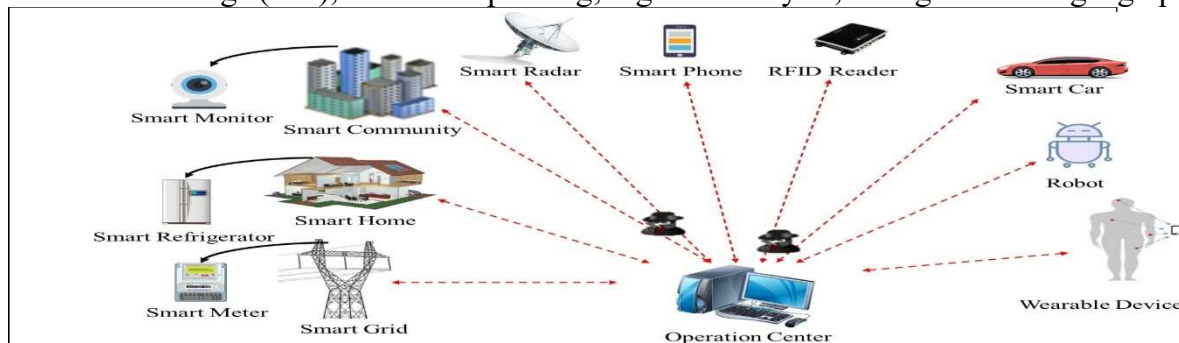 Smart Radar
Smart Phone
RFID Reader
Smart Car
Smart Monitor
Smart Community
Robot
Smart Refrigerator
Smart Home
Smart Meter
Smart Grid
Operation Center
Wearable Device